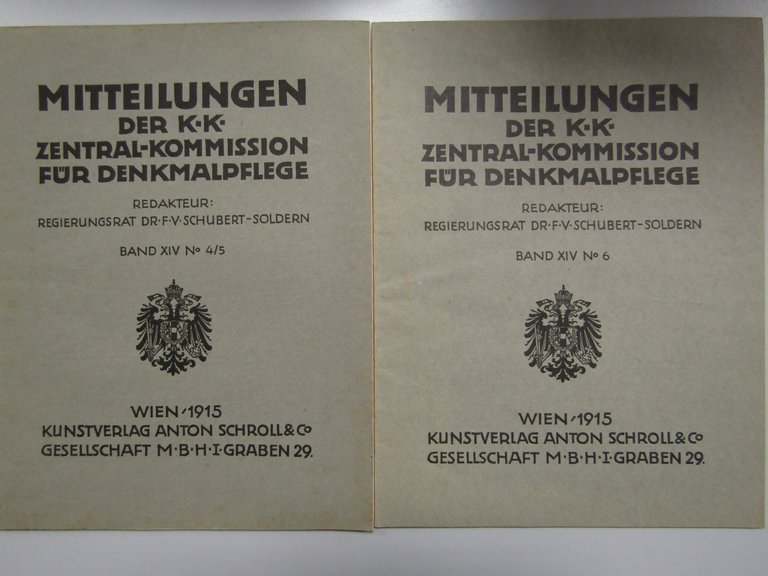 MITTEILUNGEN
DER K·K·
ZENTRAL-KOMMISSION
FÜR DENKMALPFLEGE
REDAKTEUR:
REGIERUNGSRAT DR·F·V·SCHUBERT-SOLDERN
BAND XIV No 4/5
WIEN 1915
KUNSTVERLAG ANTON SCHROLL & Co
GESELLSCHAFT M·B·H·I·GRABEN 29.
MITTEILUNGEN
DER K·K·
ZENTRAL-KOMMISSION
FÜR DENKMALPFLEGE
REDAKTEUR:
REGIERUNGSRAT DR·F·V·SCHUBERT-SOLDERN
BAND XIV No 6
WIEN 1915
KUNSTVERLAG ANTON SCHROLL & Co
GESELLSCHAFT M·B·H·I·GRABEN 29.